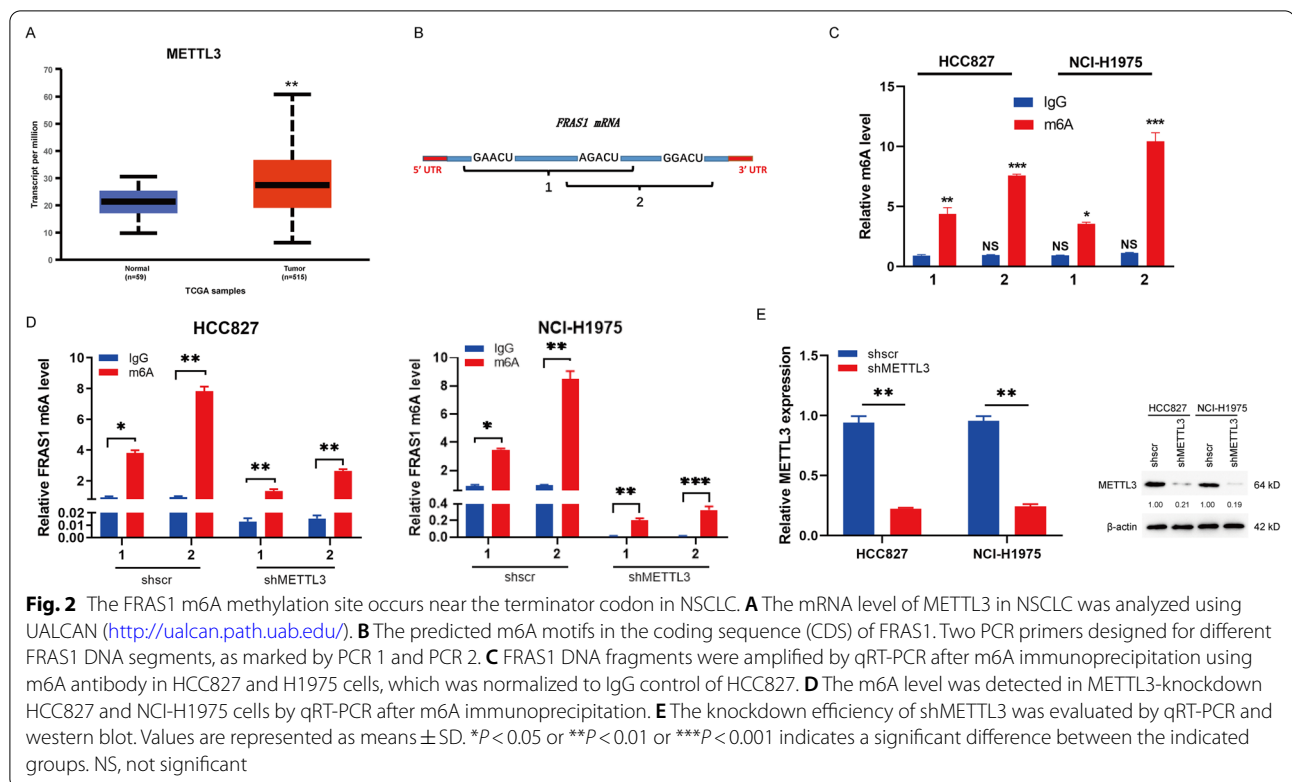 A
METTL3
Transcript per million
70
60
50
40
30
20
10
0
**
Normal
(n=59)
Tumor
(n=515)
TCGA samples
B
FRAS1 mRNA
GAACU AGACU GGACU
5' UTR 3' UTR
1
2
C
HCC827 NCI-H1975
IgG
m6A
Relative m6A level
15
10
5
0
** NS *** NS * NS ***
1 2 1 2
D
HCC827
IgG
m6A
Relative FRAS1 m6A level
10
8
6
4
2
0.02
0.01
0.00
* ** ** **
1 2 1 2
shscr shMETTL3
NCI-H1975
IgG
m6A
Relative FRAS1 m6A level
10
8
6
4
2
0.4
0.2
0.0
* ** ** ***
1 2 1 2
shscr shMETTL3
E
shscr
shMETTL3
Relative METTL3 expression
1.5
1.0
0.5
0.0
** **
HCC827 NCI-H1975
HCC827 NCI-H1975
shscr shMETTL3 shscr shMETTL3
METTL3 64 kD
1.00 0.21 1.00 0.19
β-actin 42 kD
Fig. 2 The FRAS1 m6A methylation site occurs near the terminator codon in NSCLC. A The mRNA level of METTL3 in NSCLC was analyzed using
UALCAN (http://ualcan.path.uab.edu/). B The predicted m6A motifs in the coding sequence (CDS) of FRAS1. Two PCR primers designed for different
FRAS1 DNA segments, as marked by PCR 1 and PCR 2. C FRAS1 DNA fragments were amplified by qRT-PCR after m6A immunoprecipitation using
m6A antibody in HCC827 and H1975 cells, which was normalized to IgG control of HCC827. D The m6A level was detected in METTL3-knockdown
HCC827 and NCI-H1975 cells by qRT-PCR after m6A immunoprecipitation. E The knockdown efficiency of shMETTL3 was evaluated by qRT-PCR and
western blot. Values are represented as means ± SD. *P < 0.05 or **P < 0.01 or ***P < 0.001 indicates a significant difference between the indicated
groups. NS, not significant